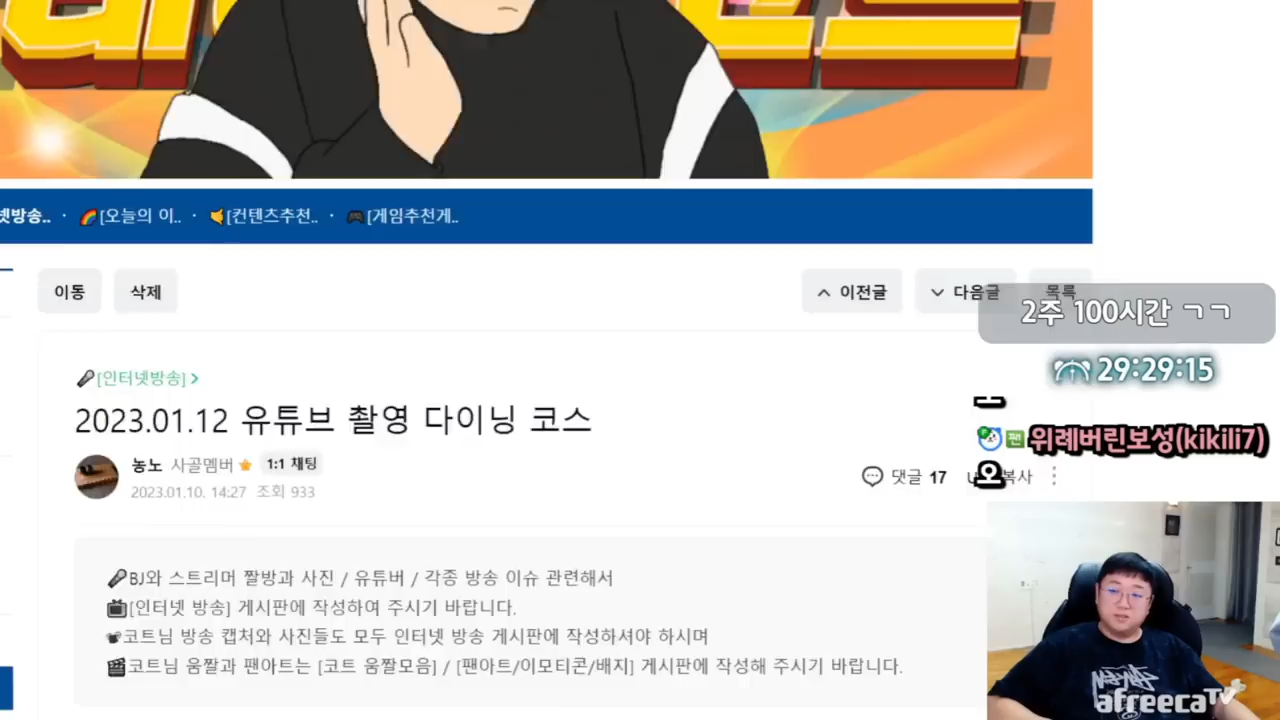 넷방송.. · 🌈[오늘의 이.. · 🤙[컨텐츠추천.. · 🎮[게임추천게..
이동 삭제 이전글 다음글 목록
2주 100시간 ㄱㄱ
29:29:15
🎤[인터넷방송] >
2023.01.12 유튜브 촬영 다이닝 코스
팬 위례버린보성(kikili7)
농노 사골멤버 1:1 채팅
요
댓글 17 복사
2023.01.10. 14:27 조회 933
🎤BJ와 스트리머 짤방과 사진 / 유튜버 / 각종 방송 이슈 관련해서
📺[인터넷 방송] 게시판에 작성하여 주시기 바랍니다.
코트님 방송 캡처와 사진들도 모두 인터넷 방송 게시판에 작성하셔야 하시며
🎬코트님 움짤과 팬아트는 [코트 움짤모음] / [팬아트/이모티콘/배지] 게시판에 작성해 주시기 바랍니다.
afreecaTV